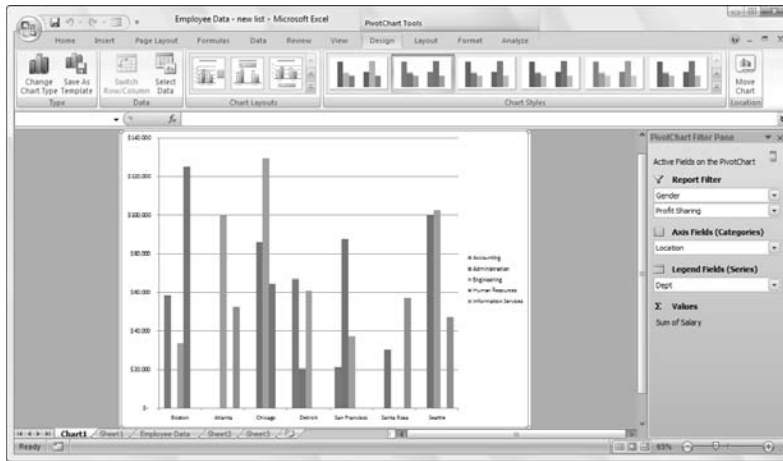 Employee Data - new list - Microsoft Excel
PivotChart Tools
Home Insert Page Layout Formulas Data Review View Design Layout Format Analyze
Change Chart Type
Save As Template
Switch Row/Column
Select Data
Move Chart
Type Data Chart Layouts Chart Styles Location
fx
PivotChart Filter Pane
Active Fields on the PivotChart
Report Filter
Gender
Profit Sharing
Axis Fields (Categories)
Location
Legend Fields (Series)
Dept
Σ Values
Sum of Salary
$140,000
$120,000
$100,000
$80,000
$60,000
$40,000
$20,000
$-
Boston Atlanta Chicago Detroit San Francisco Santa Rosa Seattle
Accounting
Administration
Engineering
Human Resources
Information Services
Chart1 Sheet1 Employee Data Sheet2 Sheet3
Ready
65%